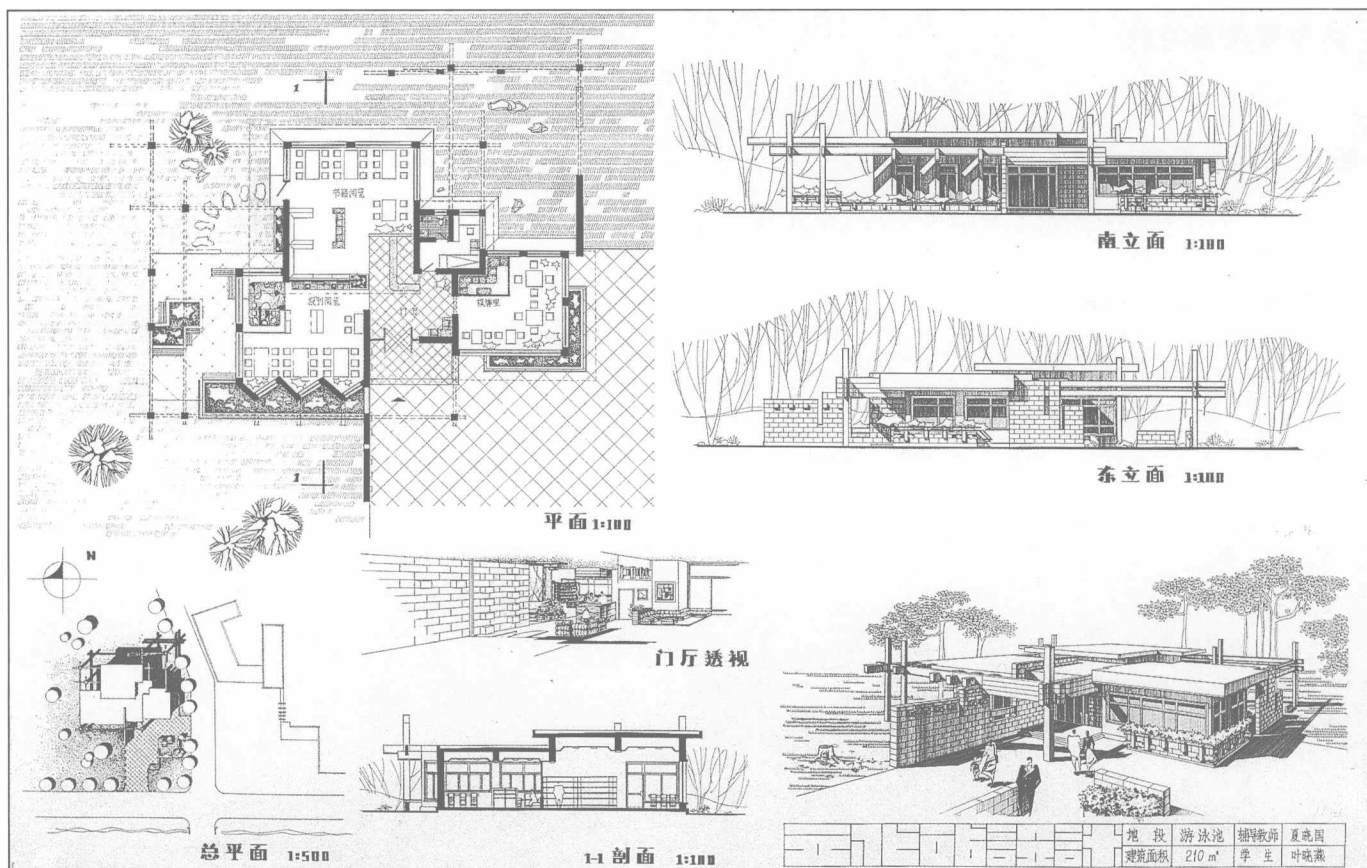 1
书籍阅览
报刊阅览
门厅
1
平面 1:100
南立面 1:100
东立面 1:100
N
总平面 1:500
门厅透视
1-1 剖面 1:100
地段 游泳池 辅导教师 夏晓国
建筑面积 210 m² 学生 叶晓燕